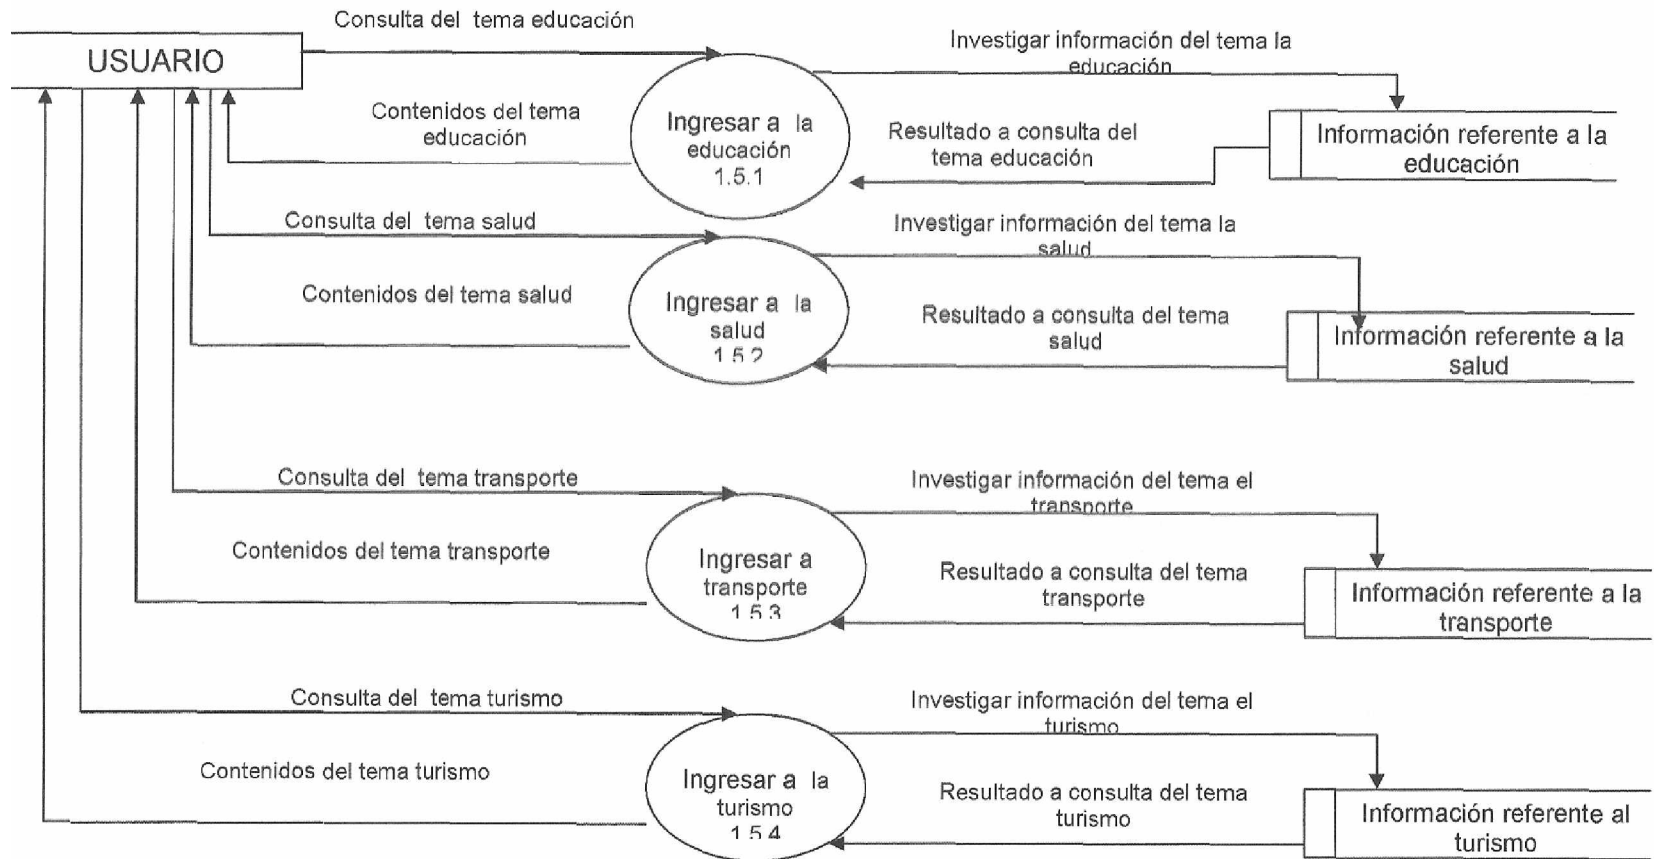 Consulta del tema educación
USUARIO
Investigar información del tema la
educación
Contenidos del tema
educación
Ingresar a la
educación
1.5.1
Resultado a consulta del
tema educación
Información referente a la
educación
Consulta del tema salud
Investigar información del tema la
salud
Contenidos del tema salud
Ingresar a la
salud
1.5.2
Resultado a consulta del tema
salud
Información referente a la
salud
Consulta del tema transporte
Investigar información del tema el
transporte
Contenidos del tema transporte
Ingresar a
transporte
1.5.3
Resultado a consulta del tema
transporte
Información referente a la
transporte
Consulta del tema turismo
Investigar información del tema el
turismo
Contenidos del tema turismo
Ingresar a la
turismo
1.5.4
Resultado a consulta del tema
turismo
Información referente al
turismo